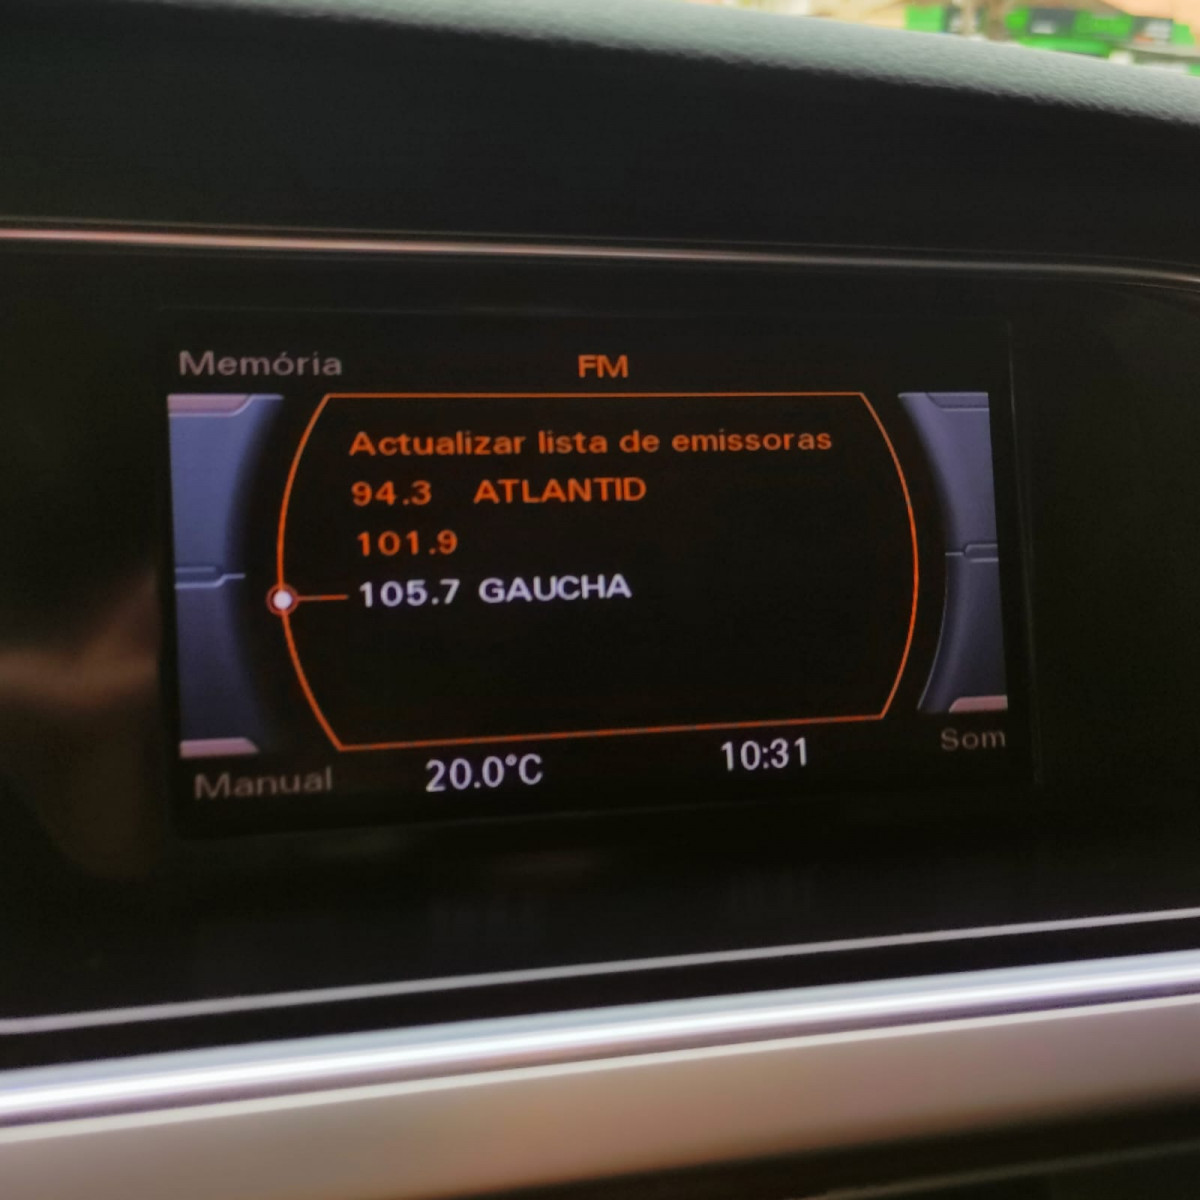 Memória FM
Actualizar lista de emissoras
94.3 ATLANTID
101.9
105.7 GAUCHA
Manual 20.0°C 10:31 Som